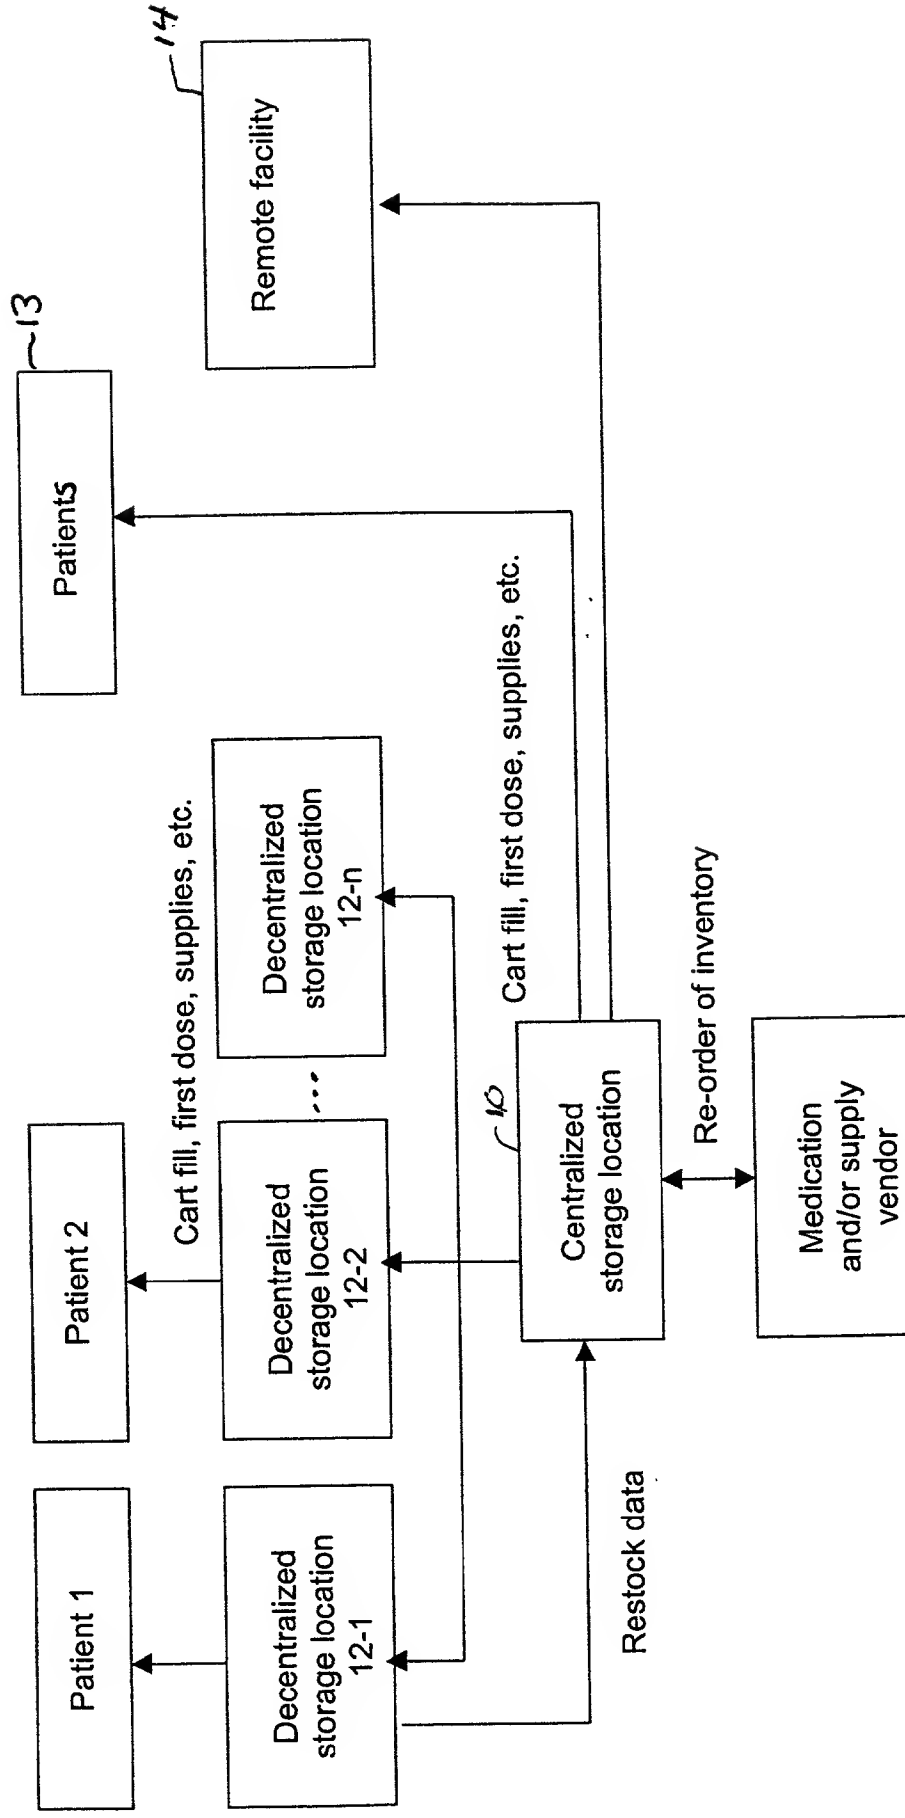 Patient 1
Patient 2
Patients
13
Cart fill, first dose, supplies, etc.
Decentralized
storage location
12-1
Decentralized
storage location
12-2
...
Decentralized
storage location
12-n
Remote facility
14
Cart fill, first dose, supplies, etc.
10
Centralized
storage location
Restock data
Re-order of inventory
Medication
and/or supply
vendor